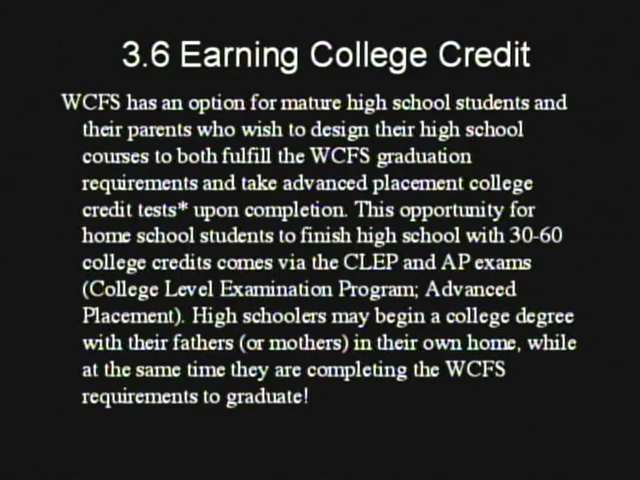 3.6 Earning College Credit
WCFS has an option for mature high school students and
their parents who wish to design their high school
courses to both fulfill the WCFS graduation
requirements and take advanced placement college
credit tests* upon completion. This opportunity for
home school students to finish high school with 30-60
college credits comes via the CLEP and AP exams
(College Level Examination Program; Advanced
Placement). High schoolers may begin a college degree
with their fathers (or mothers) in their own home, while
at the same time they are completing the WCFS
requirements to graduate!